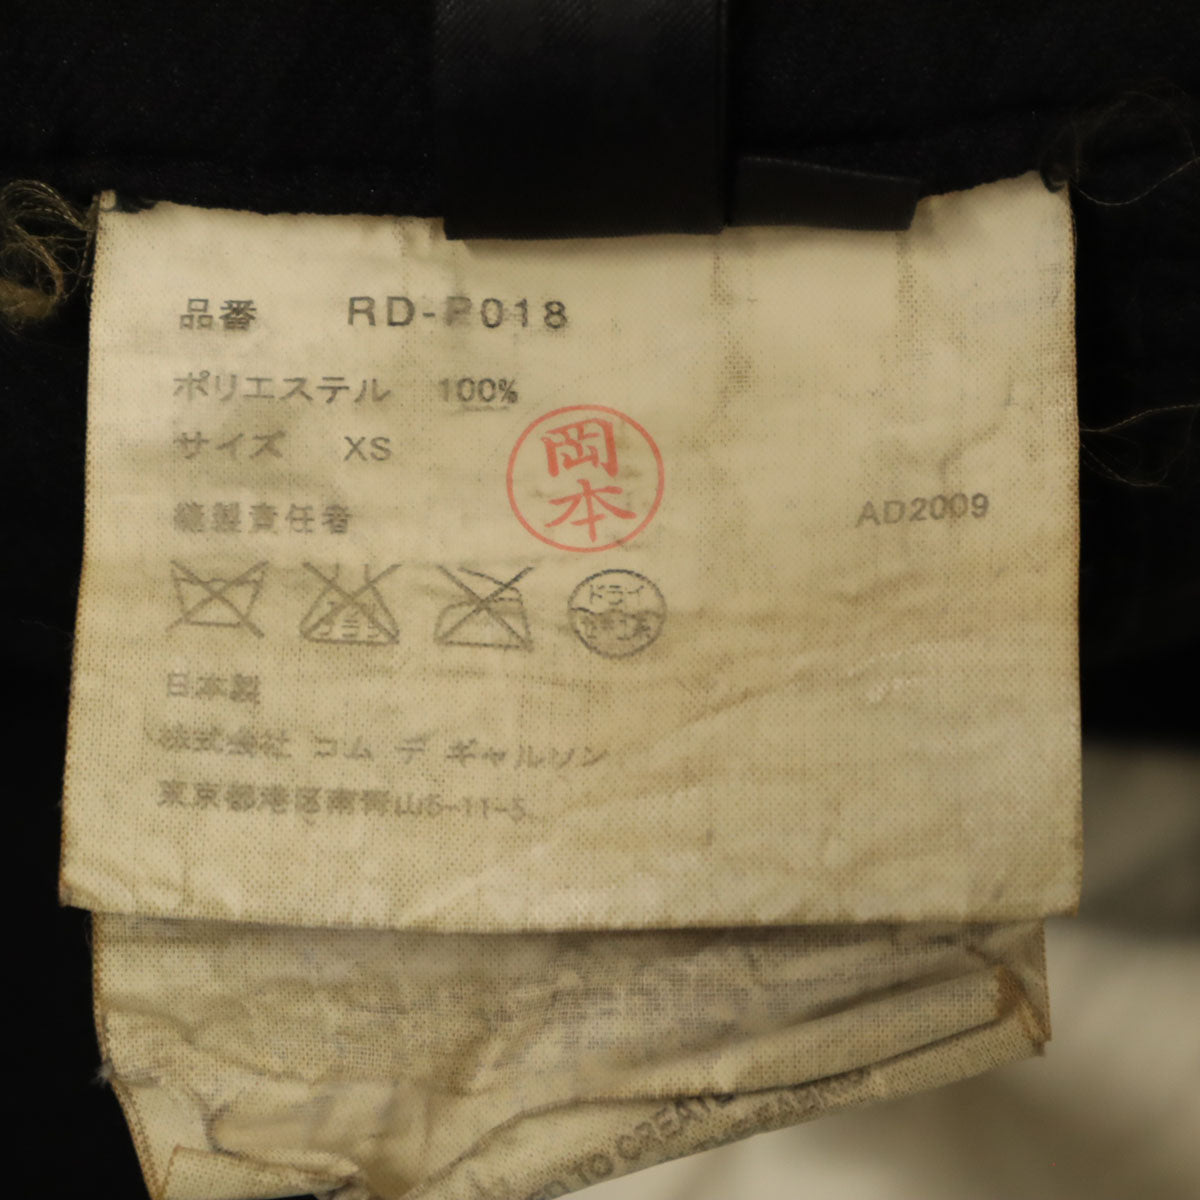 品番 RD-P018
ポリエステル 100%
サイズ XS
縫製責任者
岡本
AD2009
ドライ
日本製
株式会社 コム デ ギャルソン
東京都港区南青山5-11-5
TO CREATE